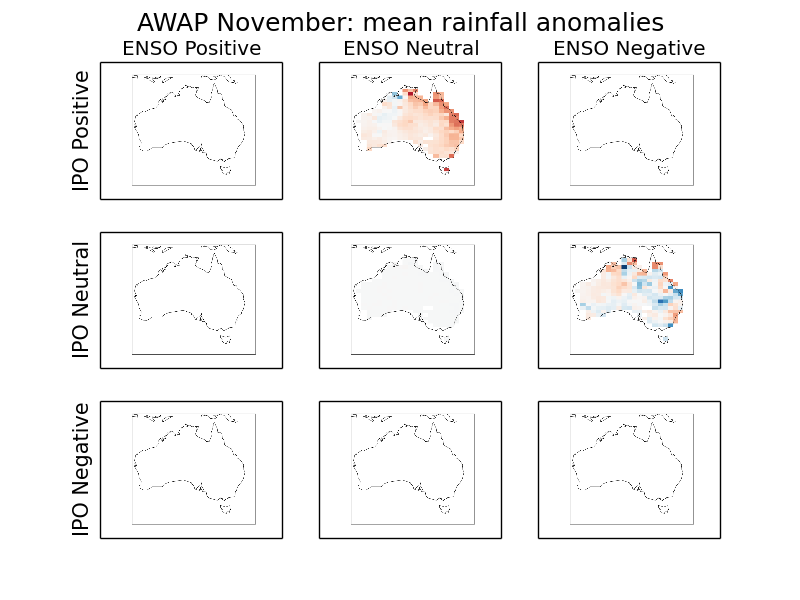 AWAP November: mean rainfall anomalies
ENSO Positive ENSO Neutral ENSO Negative
IPO Positive
IPO Neutral
IPO Negative